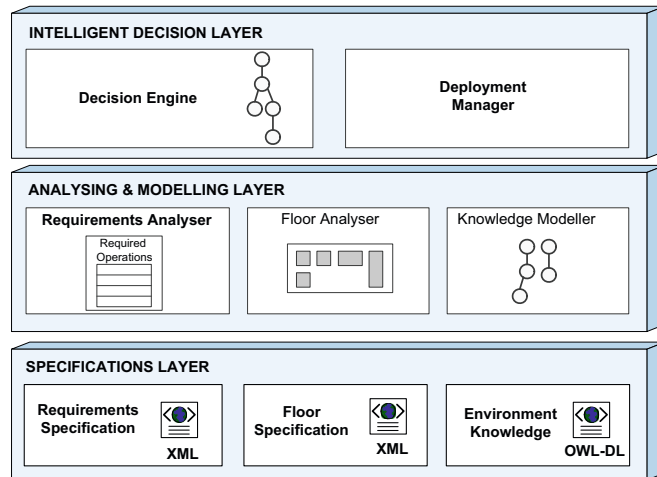 INTELLIGENT DECISION LAYER
Decision Engine
Deployment
Manager
ANALYSING & MODELLING LAYER
Requirements Analyser
Required
Operations
Floor Analyser
Knowledge Modeller
SPECIFICATIONS LAYER
Requirements
Specification
XML
Floor
Specification
XML
Environment
Knowledge
OWL-DL